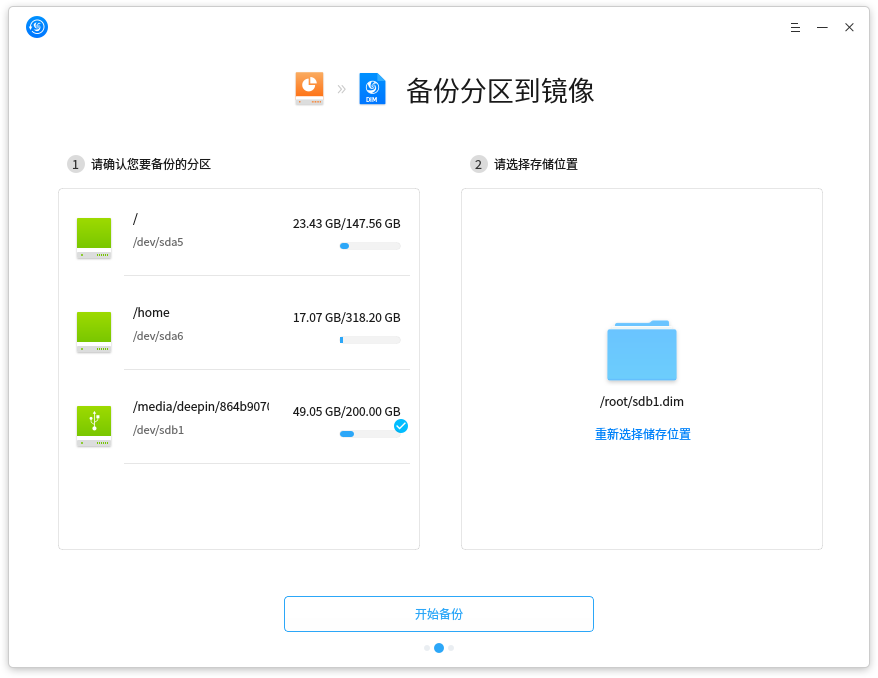 DIM
备份分区到镜像
1 请确认您要备份的分区
/
23.43 GB/147.56 GB
/dev/sda5
/home
17.07 GB/318.20 GB
/dev/sda6
/media/deepin/864b9070
49.05 GB/200.00 GB
/dev/sdb1
2 请选择存储位置
/root/sdb1.dim
重新选择储存位置
开始备份